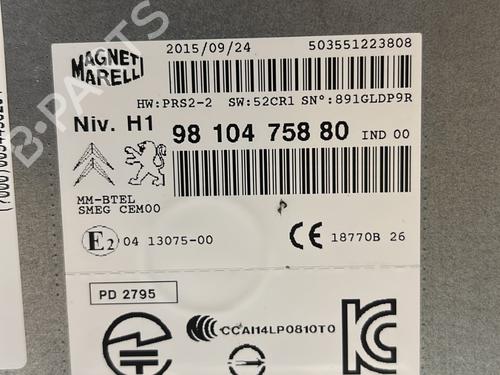 MAGNETI
MARELLI
2015/09/24
503551223808
HW:PRS2-2 SW:52CR1 SN°:891GLDP9R
Niv. H1
98 104 758 80 IND 00
MM-BTEL
SMEG CEM00
E2 04 13075-00
CE 18770B 26
PD 2795
CCAI14LP0810T0
B-PARTS